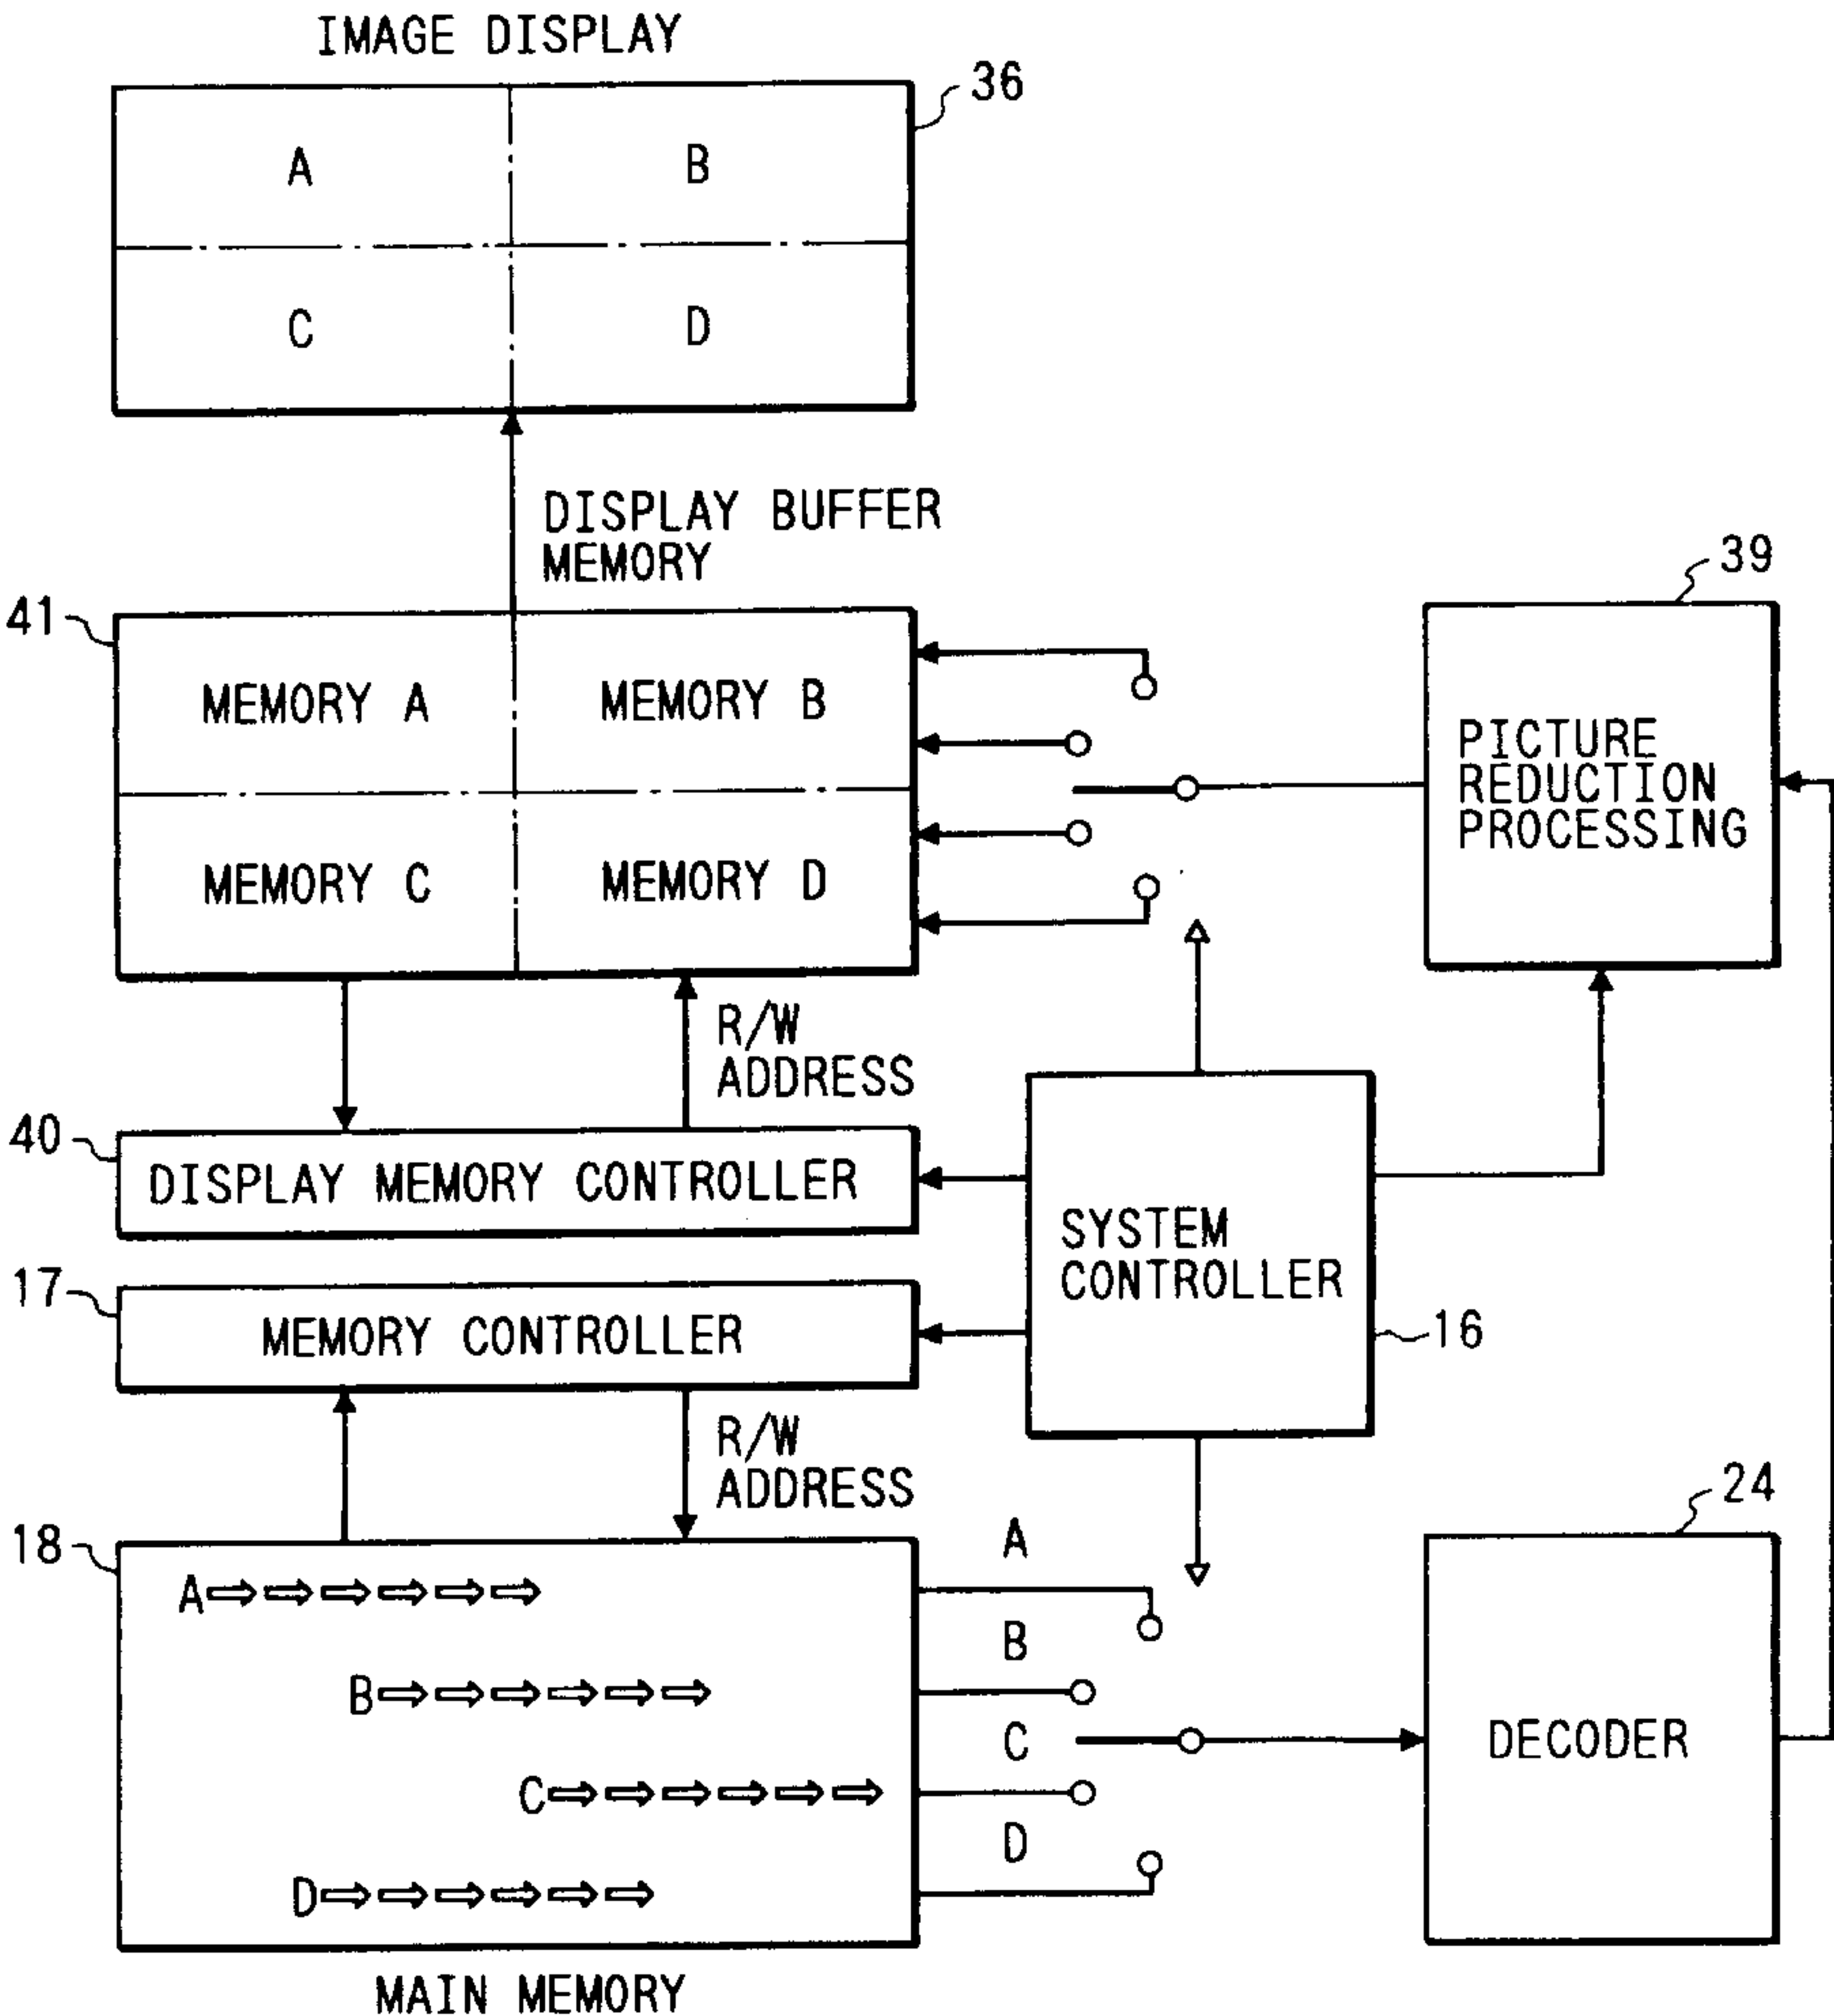 IMAGE DISPLAY
36
A
B
C
D
DISPLAY BUFFER
MEMORY
41
39
MEMORY A
MEMORY B
MEMORY C
MEMORY D
PICTURE
REDUCTION
PROCESSING
R/W
ADDRESS
40
DISPLAY MEMORY CONTROLLER
SYSTEM
CONTROLLER
17
MEMORY CONTROLLER
16
R/W
ADDRESS
18
24
A
B
C
D
A
B
C
D
DECODER
MAIN MEMORY